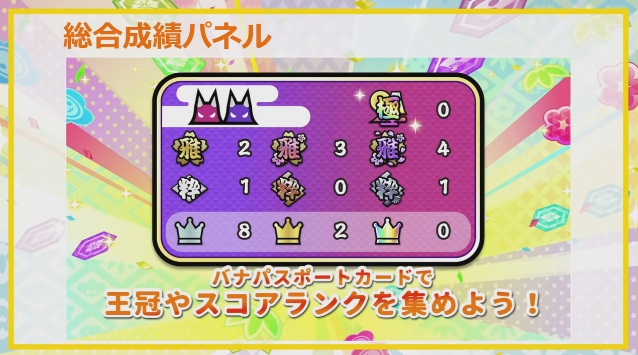 総合成績パネル
極 0
雅 2 雅 3 雅 4
粋 1 粋 0 粋 1
8 2 0
バナパスポートカードで
王冠やスコアランクを集めよう！